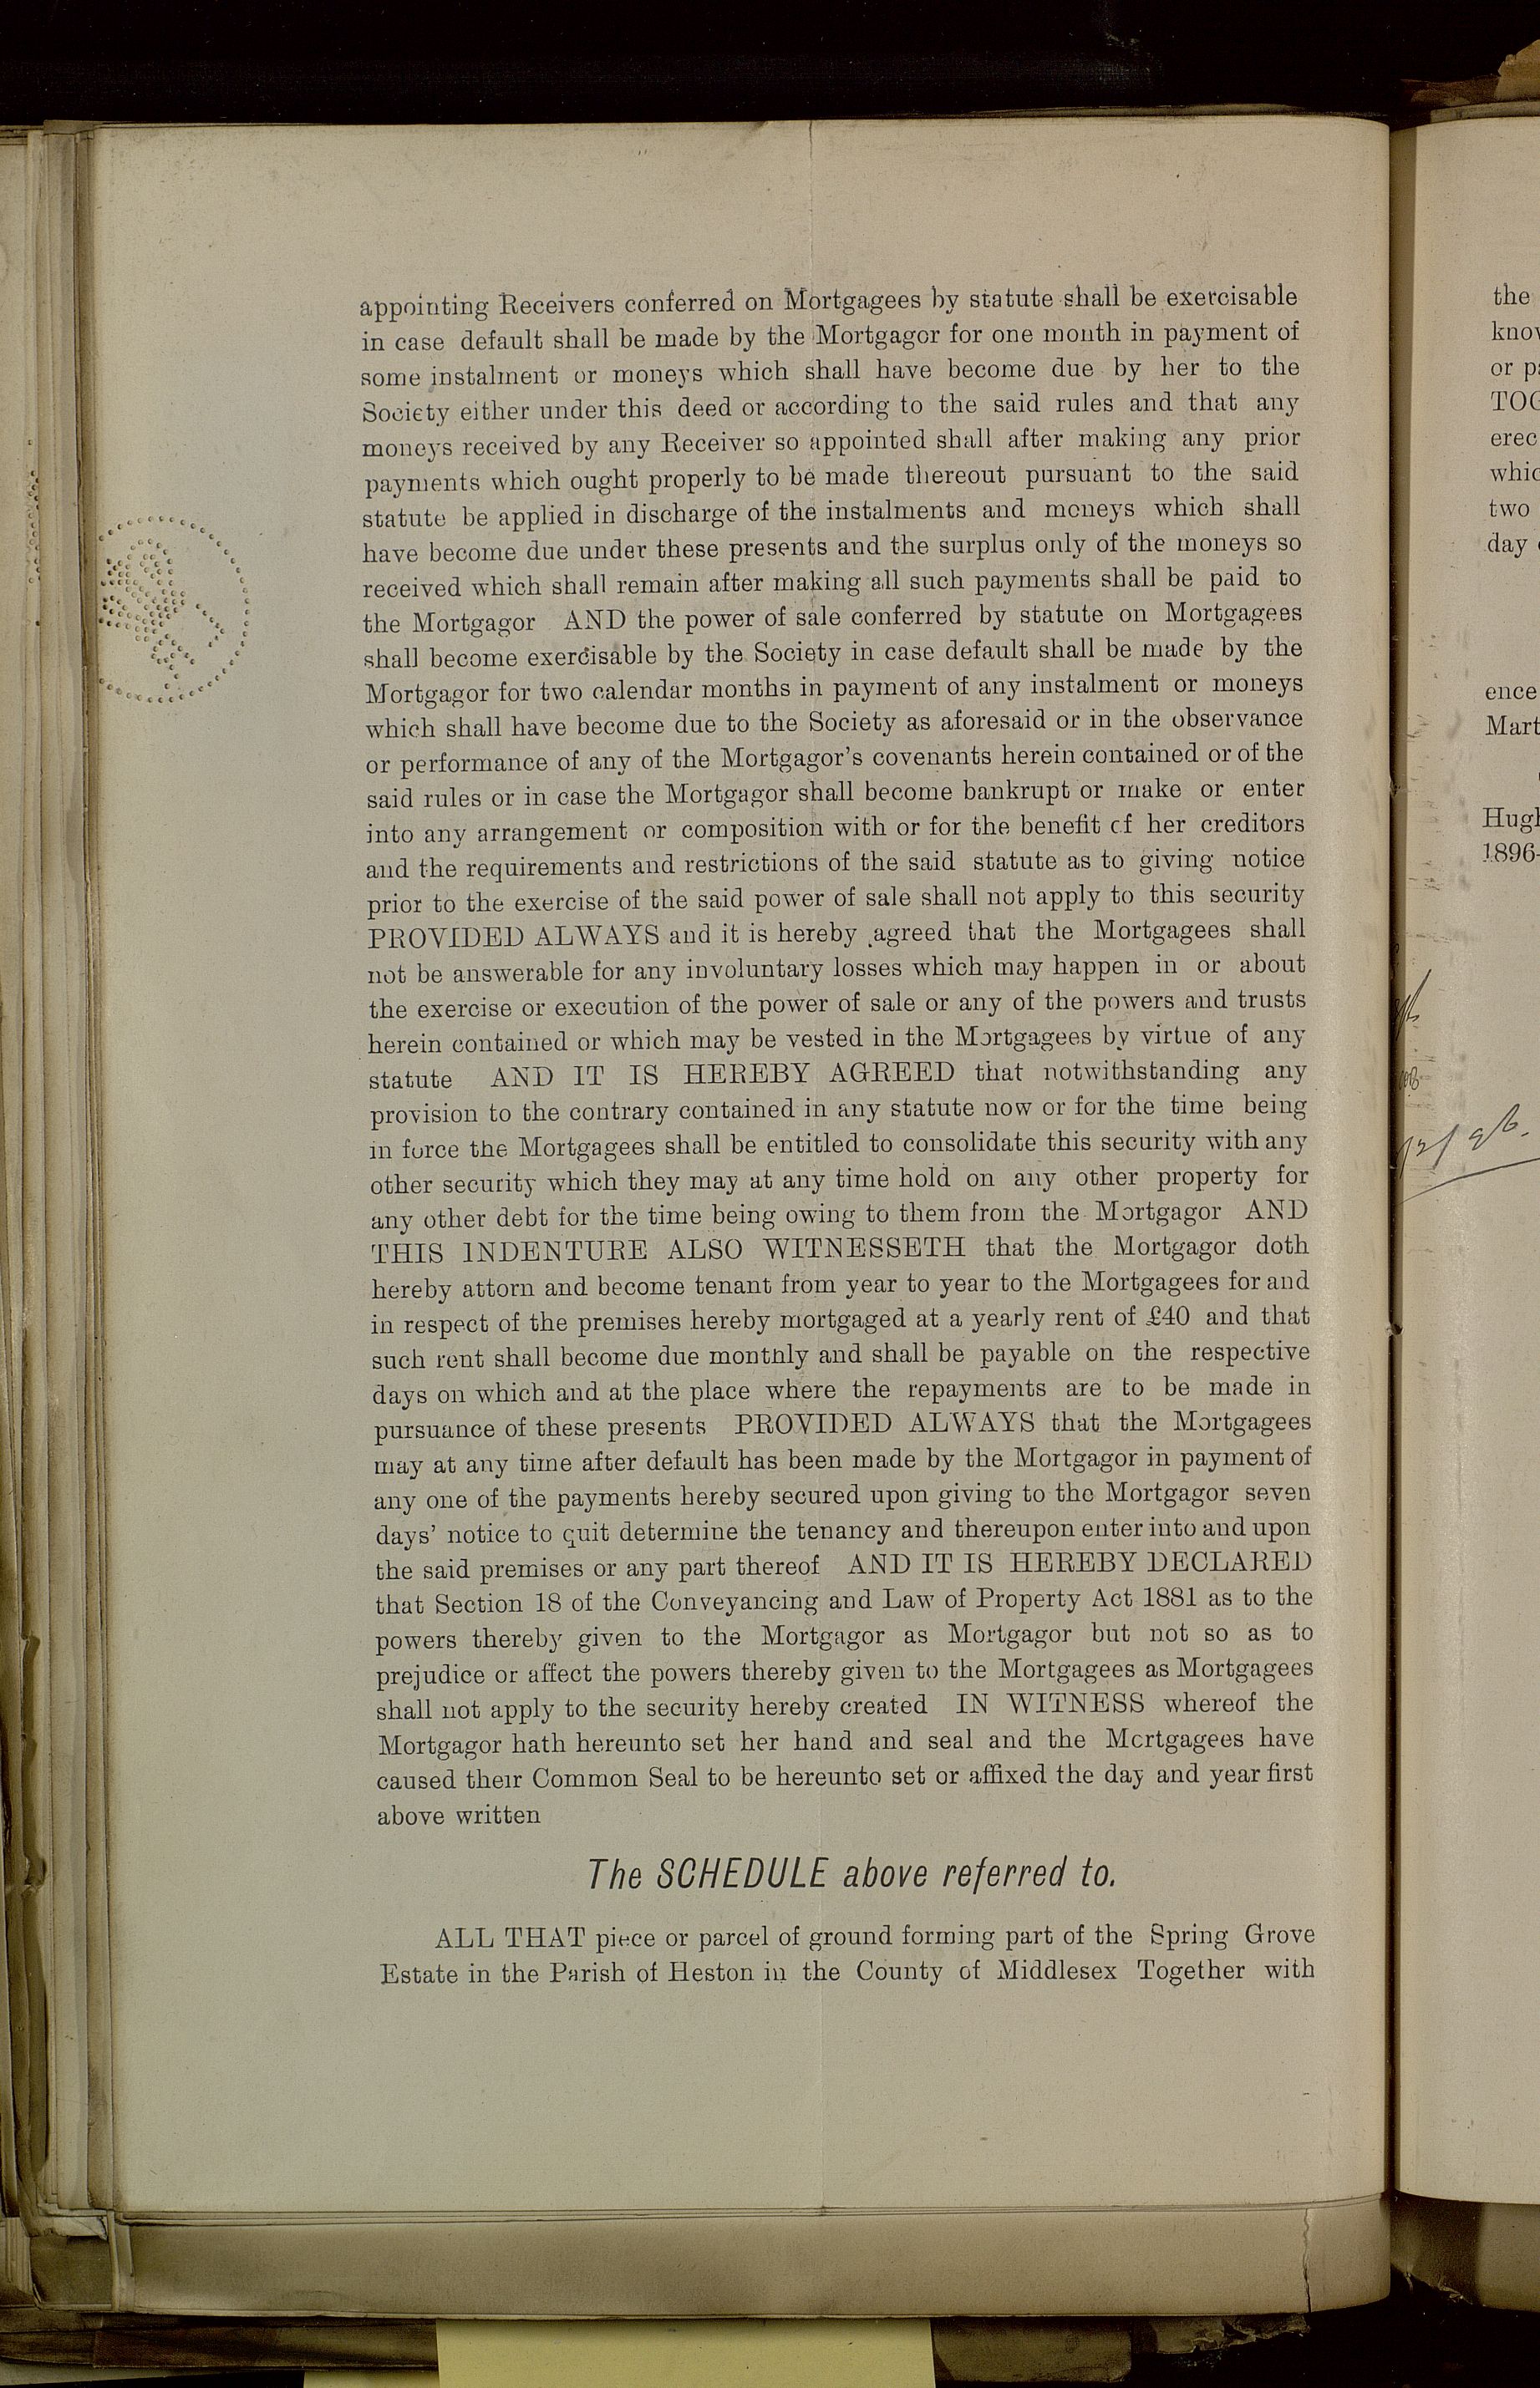 appointing Receivers conferred on Mortgagees by statute shall be exercisable
in case default shall be made by the Mortgagor for one month in payment of
some instalment or moneys which shall have become due by her to the
Society either under this deed or according to the said rules and that any
moneys received by any Receiver so appointed shall after making any prior
payments which ought properly to be made thereout pursuant to the said
statute be applied in discharge of the instalments and moneys which shall
have become due under these presents and the surplus only of the moneys so
received which shall remain after making all such payments shall be paid to
the Mortgagor AND the power of sale conferred by statute on Mortgagees
shall become exercisable by the Society in case default shall be made by the
Mortgagor for two calendar months in payment of any instalment or moneys
which shall have become due to the Society as aforesaid or in the observance
or performance of any of the Mortgagor's covenants herein contained or of the
said rules or in case the Mortgagor shall become bankrupt or make or enter
into any arrangement or composition with or for the benefit of her creditors
and the requirements and restrictions of the said statute as to giving notice
prior to the exercise of the said power of sale shall not apply to this security
PROVIDED ALWAYS and it is hereby agreed that the Mortgagees shall
not be answerable for any involuntary losses which may happen in or about
the exercise or execution of the power of sale or any of the powers and trusts
herein contained or which may be vested in the Mortgagees by virtue of any
statute AND IT IS HEREBY AGREED that notwithstanding any
provision to the contrary contained in any statute now or for the time being
in force the Mortgagees shall be entitled to consolidate this security with any
other security which they may at any time hold on any other property for
any other debt for the time being owing to them from the Mortgagor AND
THIS INDENTURE ALSO WITNESSETH that the Mortgagor doth
hereby attorn and become tenant from year to year to the Mortgagees for and
in respect of the premises hereby mortgaged at a yearly rent of £40 and that
such rent shall become due monthly and shall be payable on the respective
days on which and at the place where the repayments are to be made in
pursuance of these presents PROVIDED ALWAYS that the Mortgagees
may at any time after default has been made by the Mortgagor in payment of
any one of the payments hereby secured upon giving to the Mortgagor seven
days' notice to quit determine the tenancy and thereupon enter into and upon
the said premises or any part thereof AND IT IS HEREBY DECLARED
that Section 18 of the Conveyancing and Law of Property Act 1881 as to the
powers thereby given to the Mortgagor as Mortgagor but not so as to
prejudice or affect the powers thereby given to the Mortgagees as Mortgagees
shall not apply to the security hereby created IN WITNESS whereof the
Mortgagor hath hereunto set her hand and seal and the Mortgagees have
caused their Common Seal to be hereunto set or affixed the day and year first
above written
The SCHEDULE above referred to.
ALL THAT piece or parcel of ground forming part of the Spring Grove
Estate in the Parish of Heston in the County of Middlesex Together with
the
or
two
day
1896-